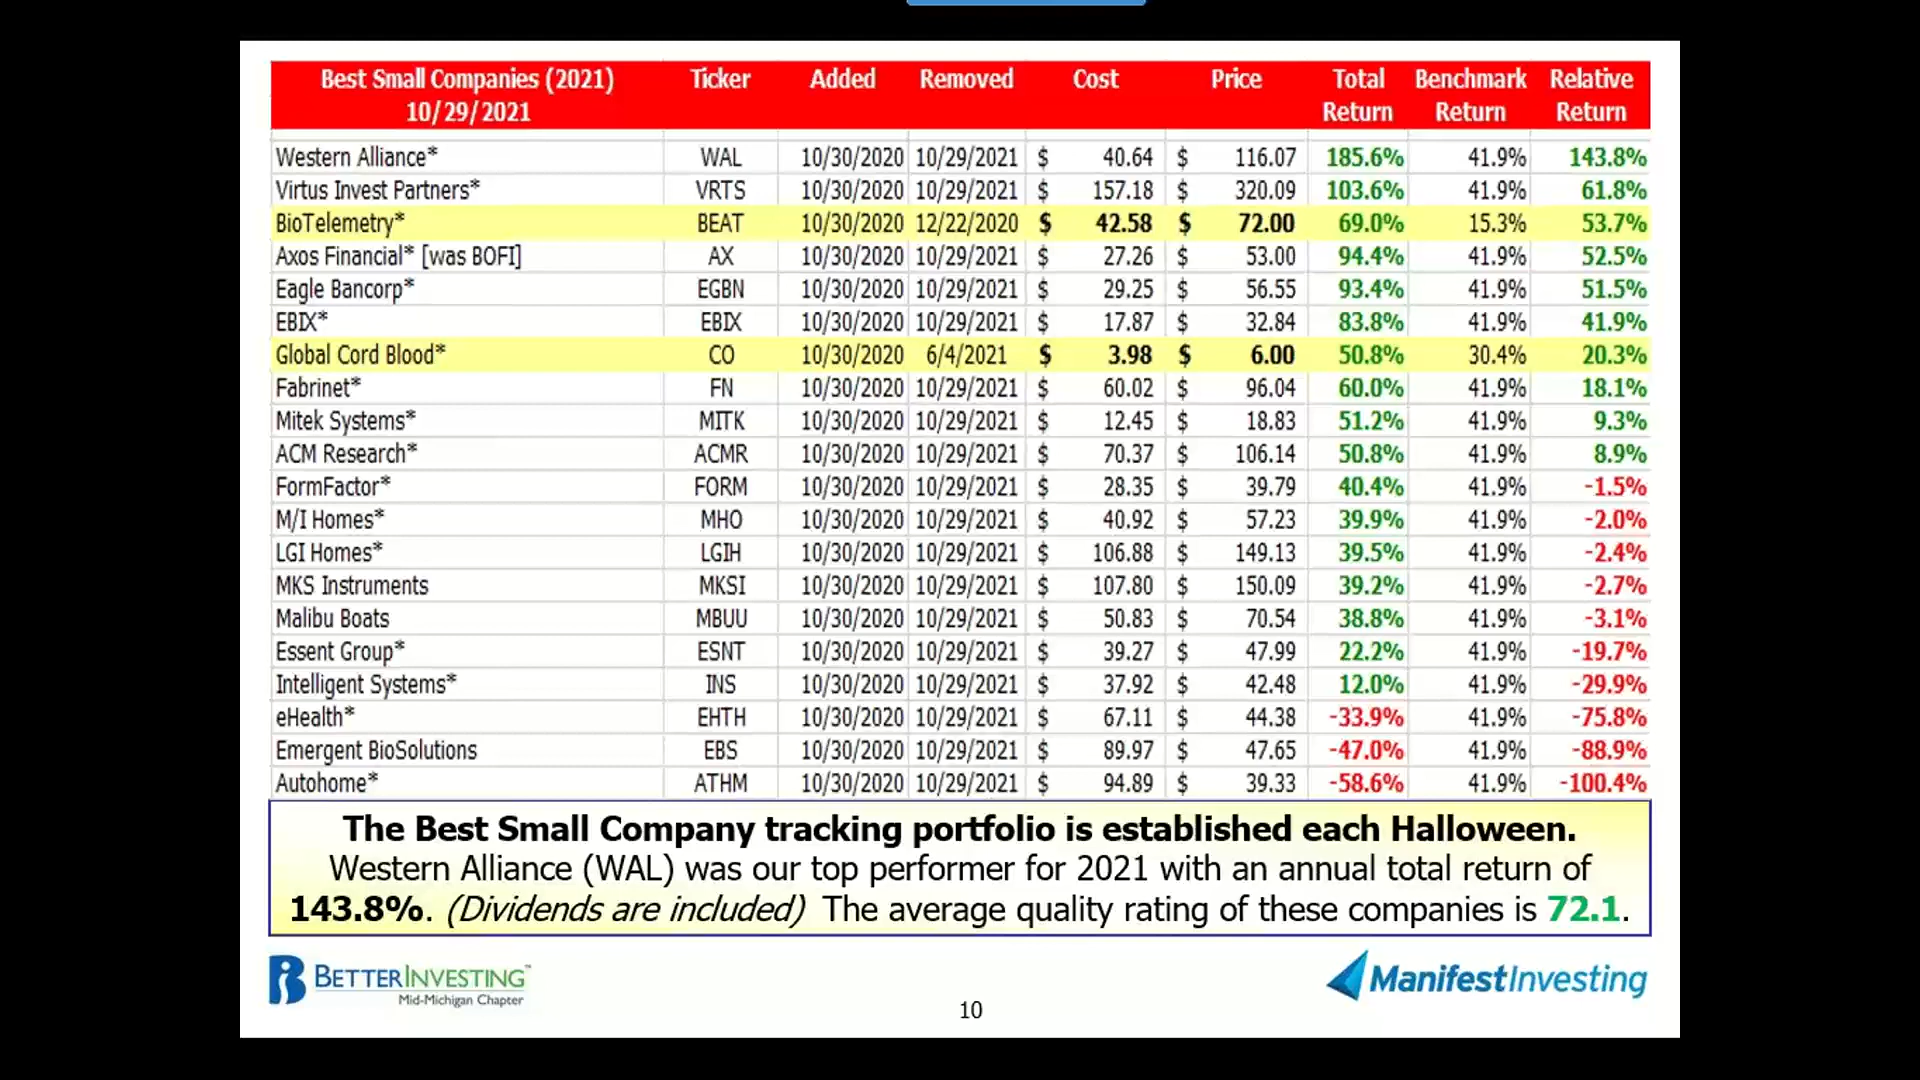 Best Small Companies (2021) Ticker Added Removed Cost Price Total Benchmark Relative
10/29/2021 Return Return Return
Western Alliance* WAL 10/30/2020 10/29/2021 $ 40.64 $ 116.07 185.6% 41.9% 143.8%
Virtus Invest Partners* VRTS 10/30/2020 10/29/2021 $ 157.18 $ 320.09 103.6% 41.9% 61.8%
BioTelemetry* BEAT 10/30/2020 12/22/2020 $ 42.58 $ 72.00 69.0% 15.3% 53.7%
Axos Financial* [was BOFI] AX 10/30/2020 10/29/2021 $ 27.26 $ 53.00 94.4% 41.9% 52.5%
Eagle Bancorp* EGBN 10/30/2020 10/29/2021 $ 29.25 $ 56.55 93.4% 41.9% 51.5%
EBIX* EBIX 10/30/2020 10/29/2021 $ 17.87 $ 32.84 83.8% 41.9% 41.9%
Global Cord Blood* CO 10/30/2020 6/4/2021 $ 3.98 $ 6.00 50.8% 30.4% 20.3%
Fabrinet* FN 10/30/2020 10/29/2021 $ 60.02 $ 96.04 60.0% 41.9% 18.1%
Mitek Systems* MITK 10/30/2020 10/29/2021 $ 12.45 $ 18.83 51.2% 41.9% 9.3%
ACM Research* ACMR 10/30/2020 10/29/2021 $ 70.37 $ 106.14 50.8% 41.9% 8.9%
FormFactor* FORM 10/30/2020 10/29/2021 $ 28.35 $ 39.79 40.4% 41.9% -1.5%
M/I Homes* MHO 10/30/2020 10/29/2021 $ 40.92 $ 57.23 39.9% 41.9% -2.0%
LGI Homes* LGIH 10/30/2020 10/29/2021 $ 106.88 $ 149.13 39.5% 41.9% -2.4%
MKS Instruments MKSI 10/30/2020 10/29/2021 $ 107.80 $ 150.09 39.2% 41.9% -2.7%
Malibu Boats MBUU 10/30/2020 10/29/2021 $ 50.83 $ 70.54 38.8% 41.9% -3.1%
Essent Group* ESNT 10/30/2020 10/29/2021 $ 39.27 $ 47.99 22.2% 41.9% -19.7%
Intelligent Systems* INS 10/30/2020 10/29/2021 $ 37.92 $ 42.48 12.0% 41.9% -29.9%
eHealth* EHTH 10/30/2020 10/29/2021 $ 67.11 $ 44.38 -33.9% 41.9% -75.8%
Emergent BioSolutions EBS 10/30/2020 10/29/2021 $ 89.97 $ 47.65 -47.0% 41.9% -88.9%
Autohome* ATHM 10/30/2020 10/29/2021 $ 94.89 $ 39.33 -58.6% 41.9% -100.4%
The Best Small Company tracking portfolio is established each Halloween.
Western Alliance (WAL) was our top performer for 2021 with an annual total return of
143.8%. (Dividends are included) The average quality rating of these companies is 72.1.
BETTERINVESTING™ ManifestInvesting
Mid-Michigan Chapter
10